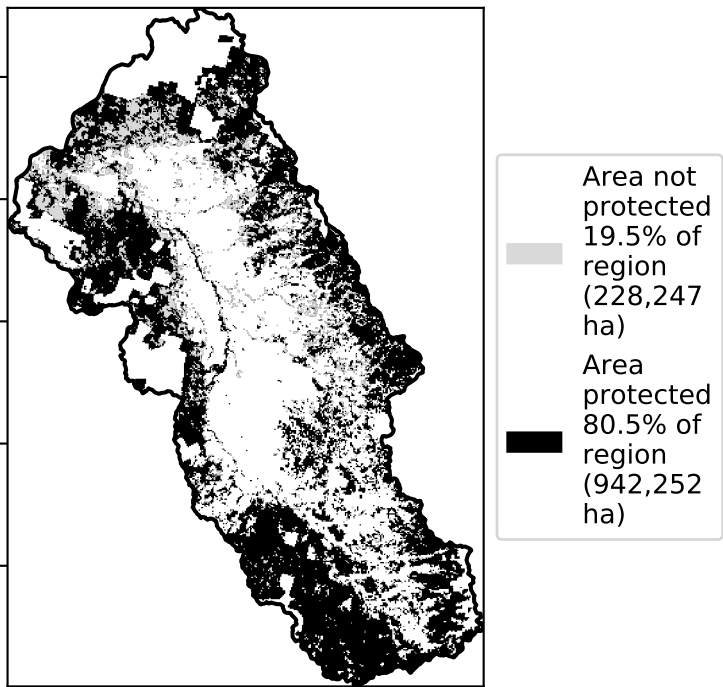 Area not
protected
19.5% of
region
(228,247
ha)
Area
protected
80.5% of
region
(942,252
ha)